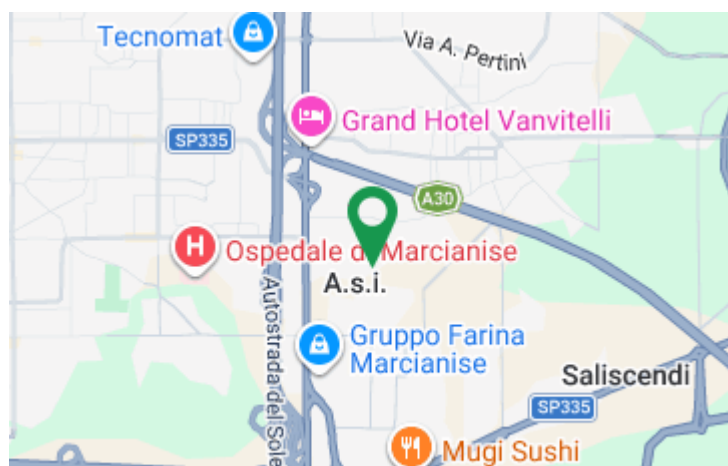 Tecnomat
Via A. Pertini
Grand Hotel Vanvitelli
SP335
A30
H
Ospedale di Marcianise
A.s.i.
Autostrada del Sole
Gruppo Farina
Marcianise
Saliscendi
SP335
Mugi Sushi